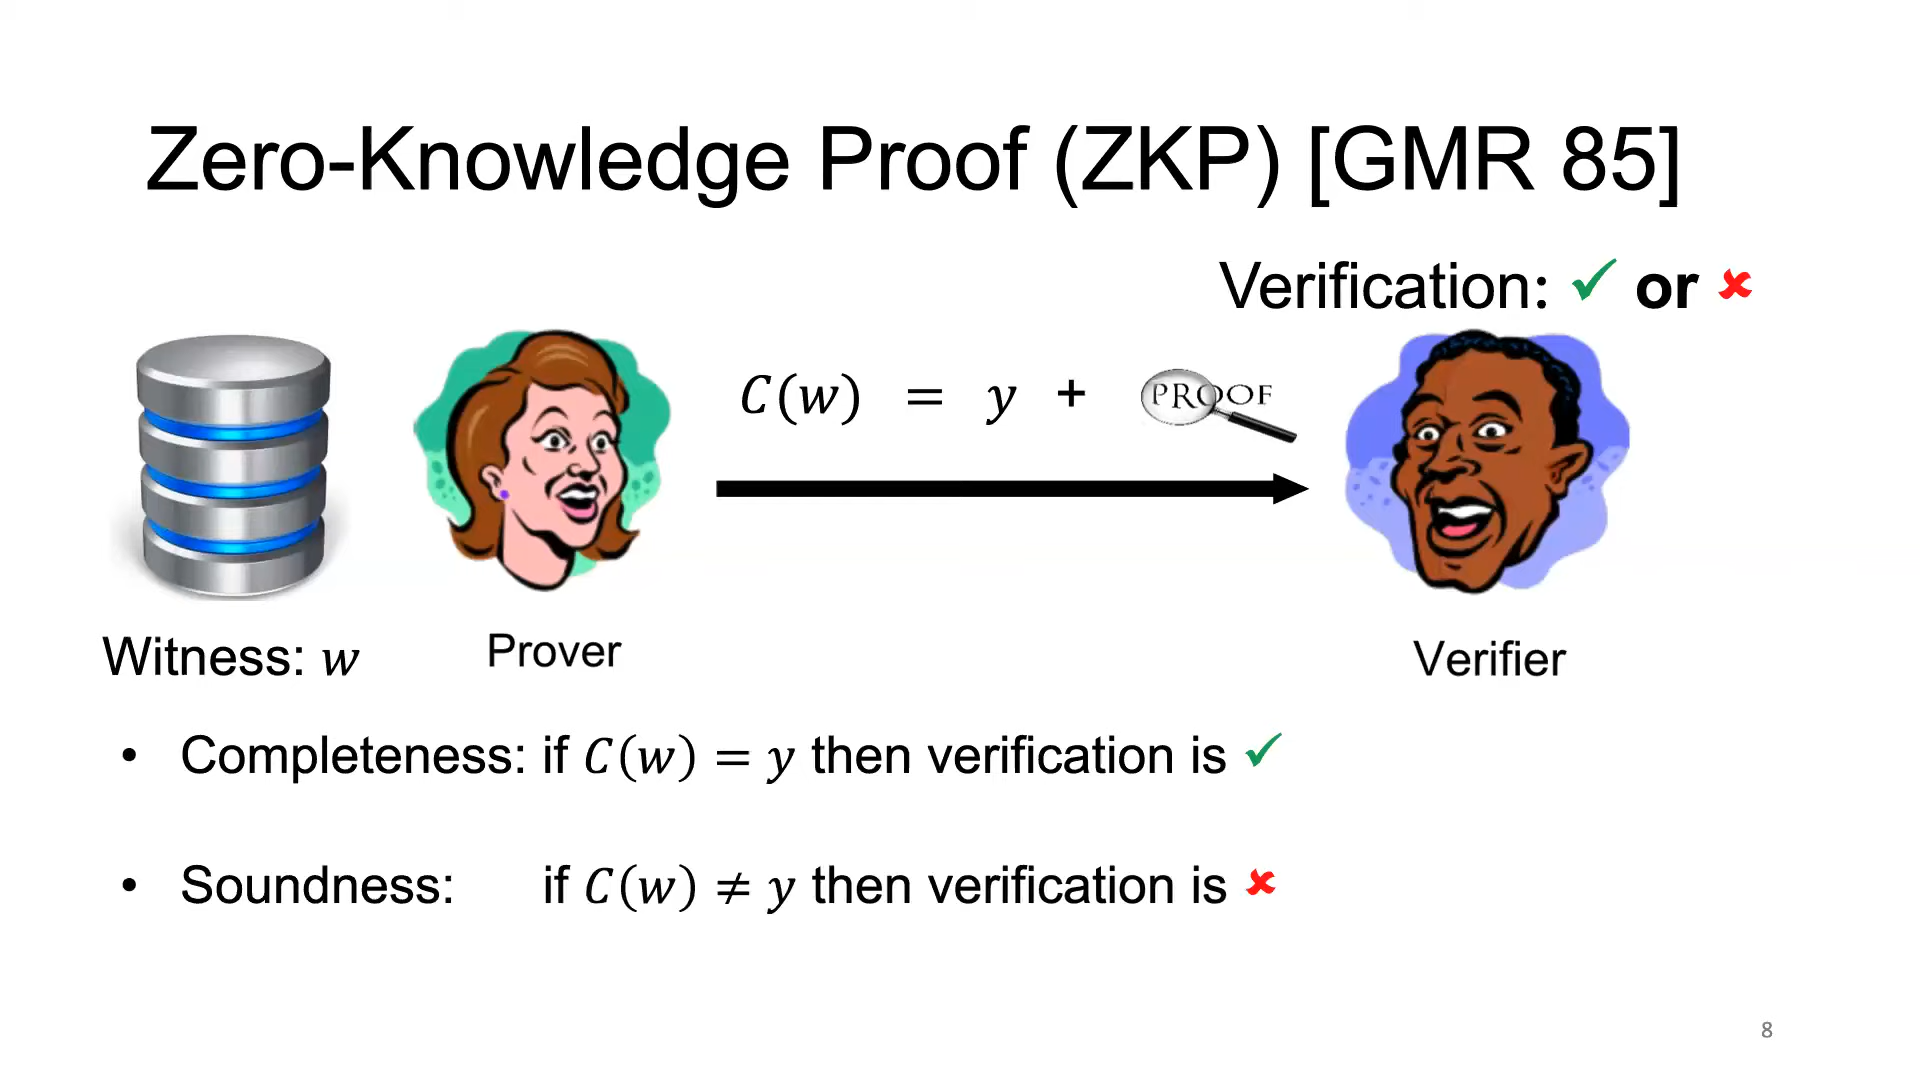 Zero-Knowledge Proof (ZKP) [GMR 85]
Verification: ✓ or ✘
C(w) = y + PROOF
Witness: w
Prover
Verifier
• Completeness: if C(w) = y then verification is ✓
• Soundness: if C(w) ≠ y then verification is ✘
8